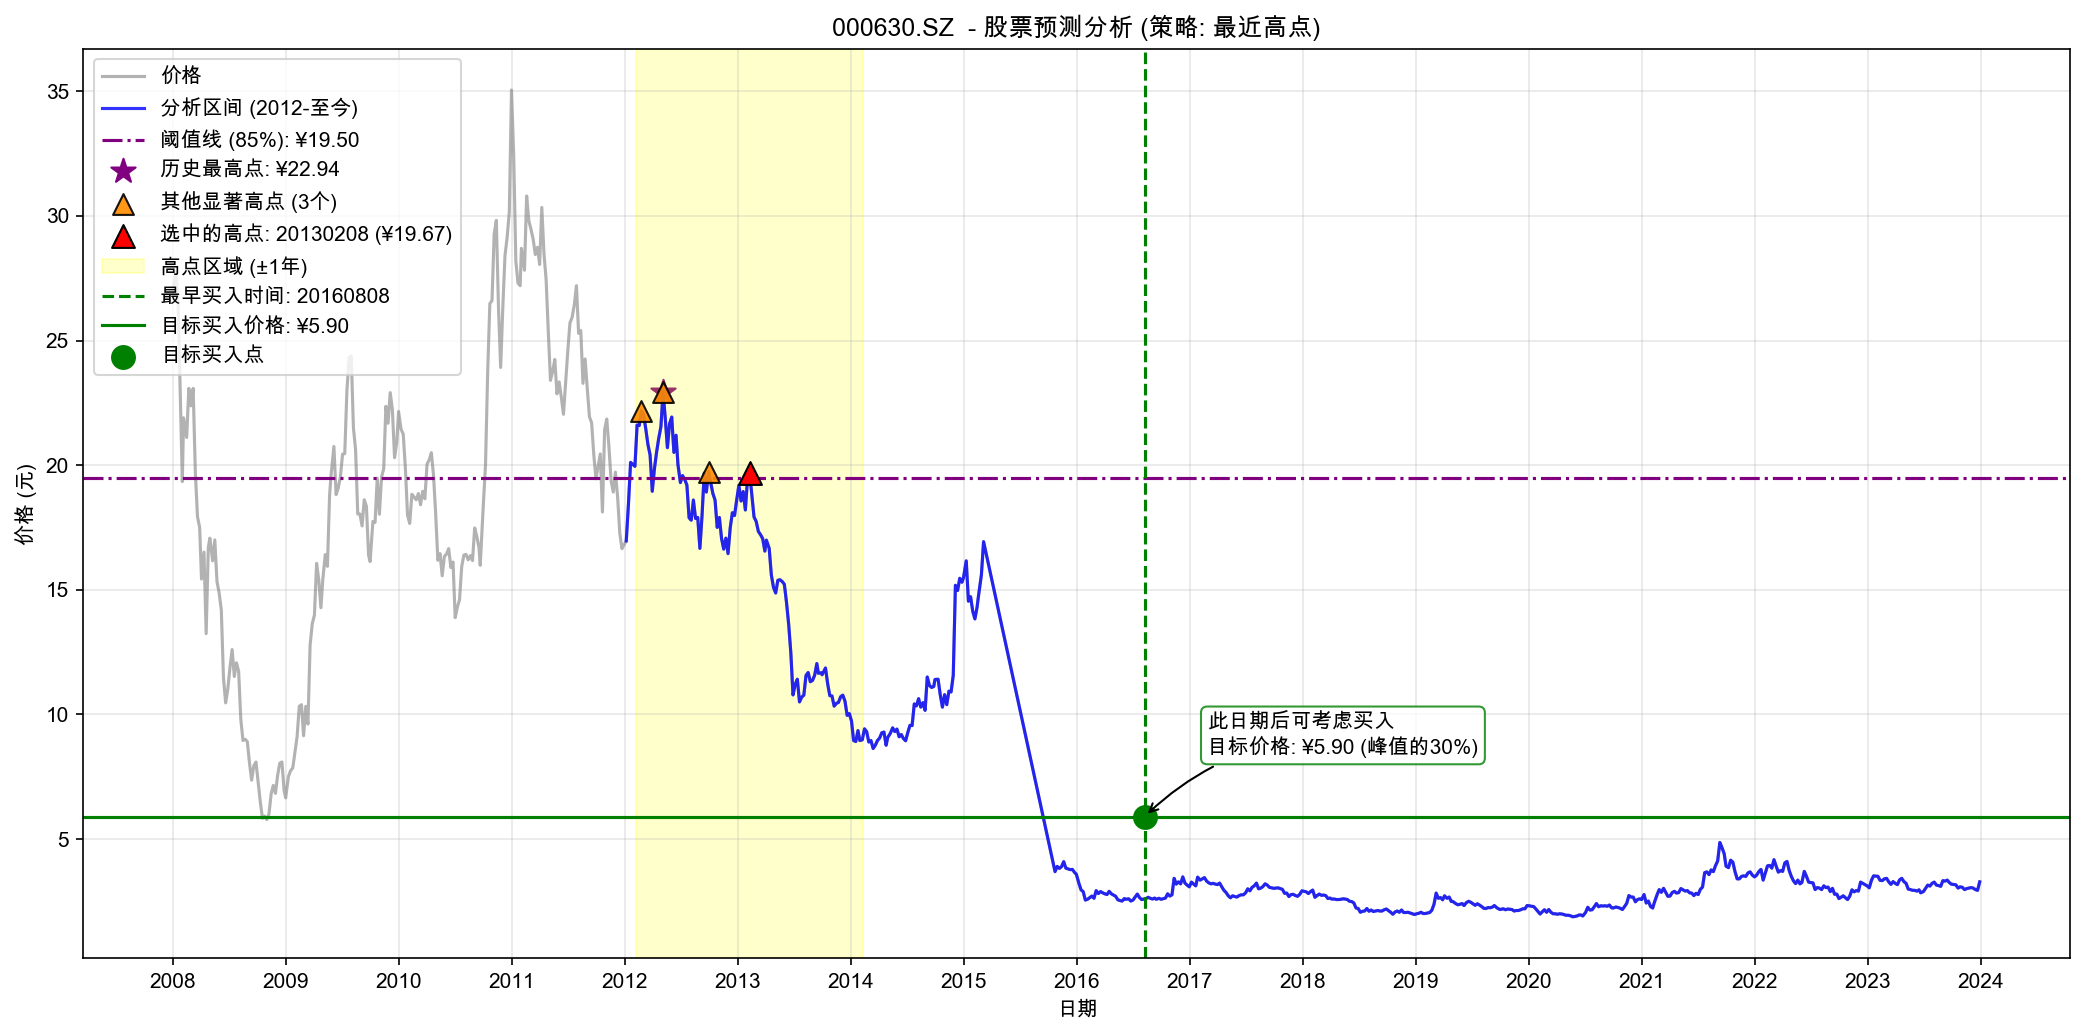 000630.SZ - 股票预测分析 (策略: 最近高点)
价格
分析区间 (2012-至今)
阈值线 (85%): ¥19.50
历史最高点: ¥22.94
其他显著高点 (3个)
选中的高点: 20130208 (¥19.67)
高点区域 (±1年)
最早买入时间: 20160808
目标买入价格: ¥5.90
目标买入点
价格 (元)
35
30
25
20
15
10
5
此日期后可考虑买入
目标价格: ¥5.90 (峰值的30%)
2008 2009 2010 2011 2012 2013 2014 2015 2016 2017 2018 2019 2020 2021 2022 2023 2024
日期